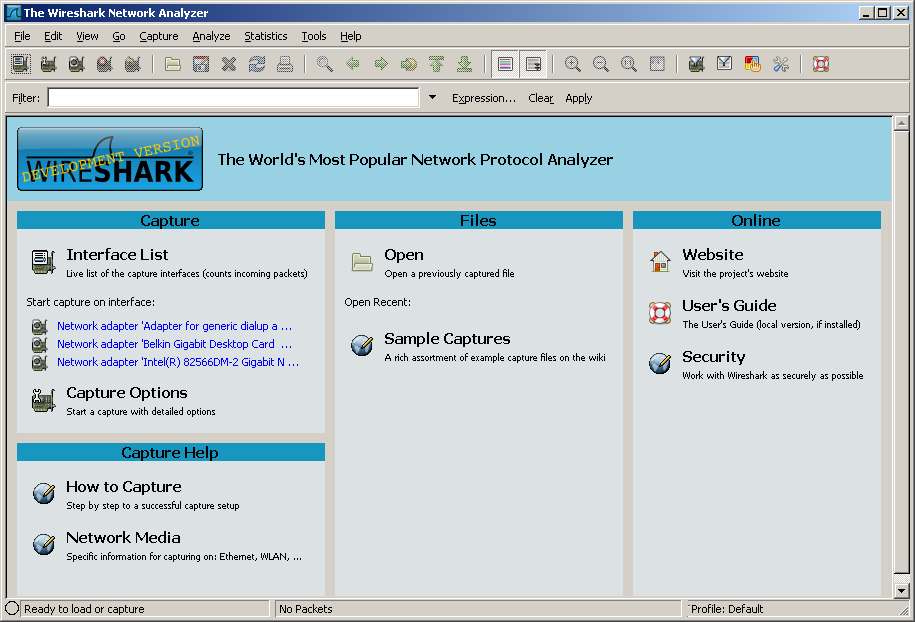 The Wireshark Network Analyzer
File Edit View Go Capture Analyze Statistics Tools Help
Filter: Expression... Clear Apply
WIRESHARK
DEVELOPMENT VERSION
The World's Most Popular Network Protocol Analyzer
Capture
Interface List
Live list of the capture interfaces (counts incoming packets)
Start capture on interface:
Network adapter 'Adapter for generic dialup a ...
Network adapter 'Belkin Gigabit Desktop Card ...
Network adapter 'Intel(R) 82566DM-2 Gigabit N ...
Capture Options
Start a capture with detailed options
Capture Help
How to Capture
Step by step to a successful capture setup
Network Media
Specific information for capturing on: Ethernet, WLAN, ...
Files
Open
Open a previously captured file
Open Recent:
Sample Captures
A rich assortment of example capture files on the wiki
Online
Website
Visit the project's website
User's Guide
The User's Guide (local version, if installed)
Security
Work with Wireshark as securely as possible
Ready to load or capture
No Packets
Profile: Default